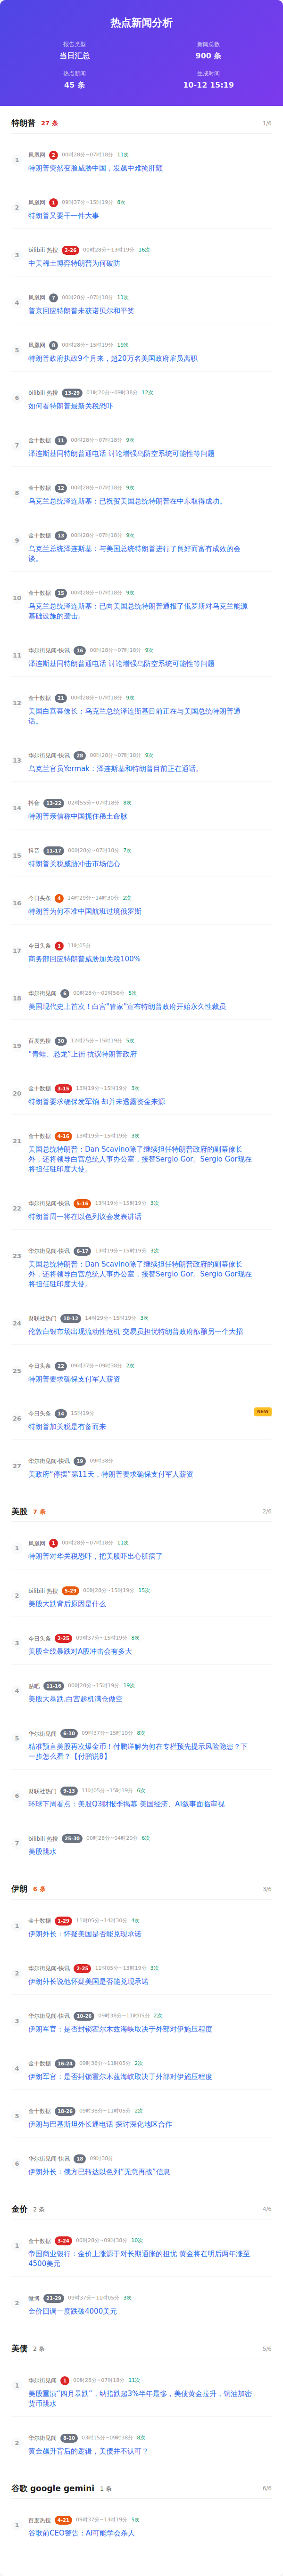 热点新闻分析
报告类型
新闻总数
当日汇总
900 条
热点新闻
生成时间
45 条
10-12 15:19
特朗普 27 条 1/6
1 凤凰网 2 00时28分~07时18分 11次
特朗普突然变脸威胁中国，发飙中难掩肝颤
2 凤凰网 1 09时37分~15时19分 8次
特朗普又要干一件大事
3 bilibili 热搜 2-26 00时28分~13时19分 16次
中美稀土博弈特朗普为何破防
4 凤凰网 7 00时28分~07时18分 11次
普京回应特朗普未获诺贝尔和平奖
5 凤凰网 8 00时28分~15时19分 19次
特朗普政府执政9个月来，超20万名美国政府雇员离职
6 bilibili 热搜 13-29 01时20分~09时38分 12次
如何看特朗普最新关税恐吓
7 金十数据 11 00时28分~07时18分 9次
泽连斯基同特朗普通电话 讨论增强乌防空系统可能性等问题
8 金十数据 12 00时28分~07时18分 9次
乌克兰总统泽连斯基：已祝贺美国总统特朗普在中东取得成功。
9 金十数据 13 00时28分~07时18分 9次
乌克兰总统泽连斯基：与美国总统特朗普进行了良好而富有成效的会
谈。
10 金十数据 15 00时28分~07时18分 9次
乌克兰总统泽连斯基：已向美国总统特朗普通报了俄罗斯对乌克兰能源
基础设施的袭击。
11 华尔街见闻-快讯 16 00时28分~07时18分 9次
泽连斯基同特朗普通电话 讨论增强乌防空系统可能性等问题
12 金十数据 21 00时28分~07时18分 9次
美国白宫幕僚长：乌克兰总统泽连斯基目前正在与美国总统特朗普通
话。
13 华尔街见闻-快讯 28 00时28分~07时18分 9次
乌克兰官员Yermak：泽连斯基和特朗普目前正在通话。
14 抖音 13-22 02时55分~07时18分 8次
特朗普亲信称中国扼住稀土命脉
15 抖音 11-17 00时28分~07时18分 7次
特朗普关税威胁冲击市场信心
16 今日头条 4 14时29分~14时30分 2次
特朗普为何不准中国航班过境俄罗斯
17 今日头条 1 11时05分
商务部回应特朗普威胁加关税100%
18 华尔街见闻 6 00时28分~02时56分 5次
美国现代史上首次！白宫“管家”宣布特朗普政府开始永久性裁员
19 百度热搜 30 12时25分~15时19分 5次
“青蛙、恐龙”上街 抗议特朗普政府
20 金十数据 3-15 13时19分~15时19分 3次
特朗普要求确保发军饷 却并未透露资金来源
21 金十数据 4-16 13时19分~15时19分 3次
美国总统特朗普：Dan Scavino除了继续担任特朗普政府的副幕僚长
外，还将领导白宫总统人事办公室，接替Sergio Gor。Sergio Gor现在
将担任驻印度大使。
22 华尔街见闻-快讯 5-16 13时19分~15时19分 3次
特朗普周一将在以色列议会发表讲话
23 华尔街见闻-快讯 6-17 13时19分~15时19分 3次
美国总统特朗普：Dan Scavino除了继续担任特朗普政府的副幕僚长
外，还将领导白宫总统人事办公室，接替Sergio Gor。Sergio Gor现在
将担任驻印度大使。
24 财联社热门 10-12 14时29分~15时19分 3次
伦敦白银市场出现流动性危机 交易员担忧特朗普政府酝酿另一个大招
25 今日头条 22 09时37分~09时38分 2次
特朗普要求确保支付军人薪资
26 今日头条 14 15时19分 NEW
特朗普加关税是有备而来
27 华尔街见闻-快讯 19 09时38分
美政府“停摆”第11天，特朗普要求确保支付军人薪资
美股 7 条 2/6
1 凤凰网 1 00时28分~07时18分 11次
特朗普对华关税恐吓，把美股吓出心脏病了
2 bilibili 热搜 5-29 00时28分~15时19分 15次
美股大跌背后原因是什么
3 今日头条 2-25 09时37分~15时19分 8次
美股全线暴跌对A股冲击会有多大
4 贴吧 11-16 00时28分~15时19分 19次
美股大暴跌,白宫趁机满仓做空
5 华尔街见闻 6-10 09时37分~15时19分 8次
精准预言美股再次爆金币！付鹏详解为何在专栏预先提示风险隐患？下
一步怎么看？【付鹏说8】
6 财联社热门 9-13 11时05分~15时19分 6次
环球下周看点：美股Q3财报季揭幕 美国经济、AI叙事面临审视
7 bilibili 热搜 25-30 00时28分~04时20分 6次
美股跳水
伊朗 6 条 3/6
1 金十数据 1-29 11时05分~14时30分 4次
伊朗外长：怀疑美国是否能兑现承诺
2 华尔街见闻-快讯 2-25 11时05分~13时19分 3次
伊朗外长说他怀疑美国是否能兑现承诺
3 华尔街见闻-快讯 10-26 09时38分~11时05分 2次
伊朗军官：是否封锁霍尔木兹海峡取决于外部对伊施压程度
4 金十数据 16-24 09时38分~11时05分 2次
伊朗军官：是否封锁霍尔木兹海峡取决于外部对伊施压程度
5 金十数据 18-26 09时38分~11时05分 2次
伊朗与巴基斯坦外长通电话 探讨深化地区合作
6 华尔街见闻-快讯 18 09时38分
伊朗外长：俄方已转达以色列“无意再战”信息
金价 2 条 4/6
1 金十数据 3-24 00时28分~09时38分 10次
帝国商业银行：金价上涨源于对长期通胀的担忧 黄金将在明后两年涨至
4500美元
2 微博 21-29 09时37分~11时05分 3次
金价回调一度跌破4000美元
美债 2 条 5/6
1 华尔街见闻 1 00时28分~07时18分 11次
美股重演“四月暴跌”，纳指跌超3%半年最惨，美债黄金拉升，铜油加密
货币跳水
2 华尔街见闻 8-10 03时15分~09时38分 8次
黄金飙升背后的逻辑，美债并不认可？
谷歌 google gemini 1 条 6/6
1 百度热搜 4-21 09时37分~13时19分 5次
谷歌前CEO警告：AI可能学会杀人